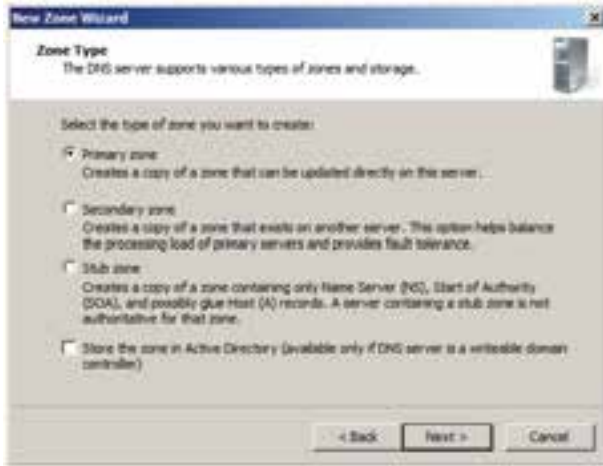 New Zone Wizard
Zone Type
The DNS server supports various types of zones and storage.
Select the type of zone you want to create:
Primary zone
Creates a copy of a zone that can be updated directly on this server.
Secondary zone
Creates a copy of a zone that exists on another server. This option helps balance
the processing load of primary servers and provides fault tolerance.
Stub zone
Creates a copy of a zone containing only Name Server (NS), Start of Authority
(SOA), and possibly glue Host (A) records. A server containing a stub zone is not
authoritative for that zone.
Store the zone in Active Directory (available only if DNS server is a writeable domain
controller)
< Back
Next >
Cancel